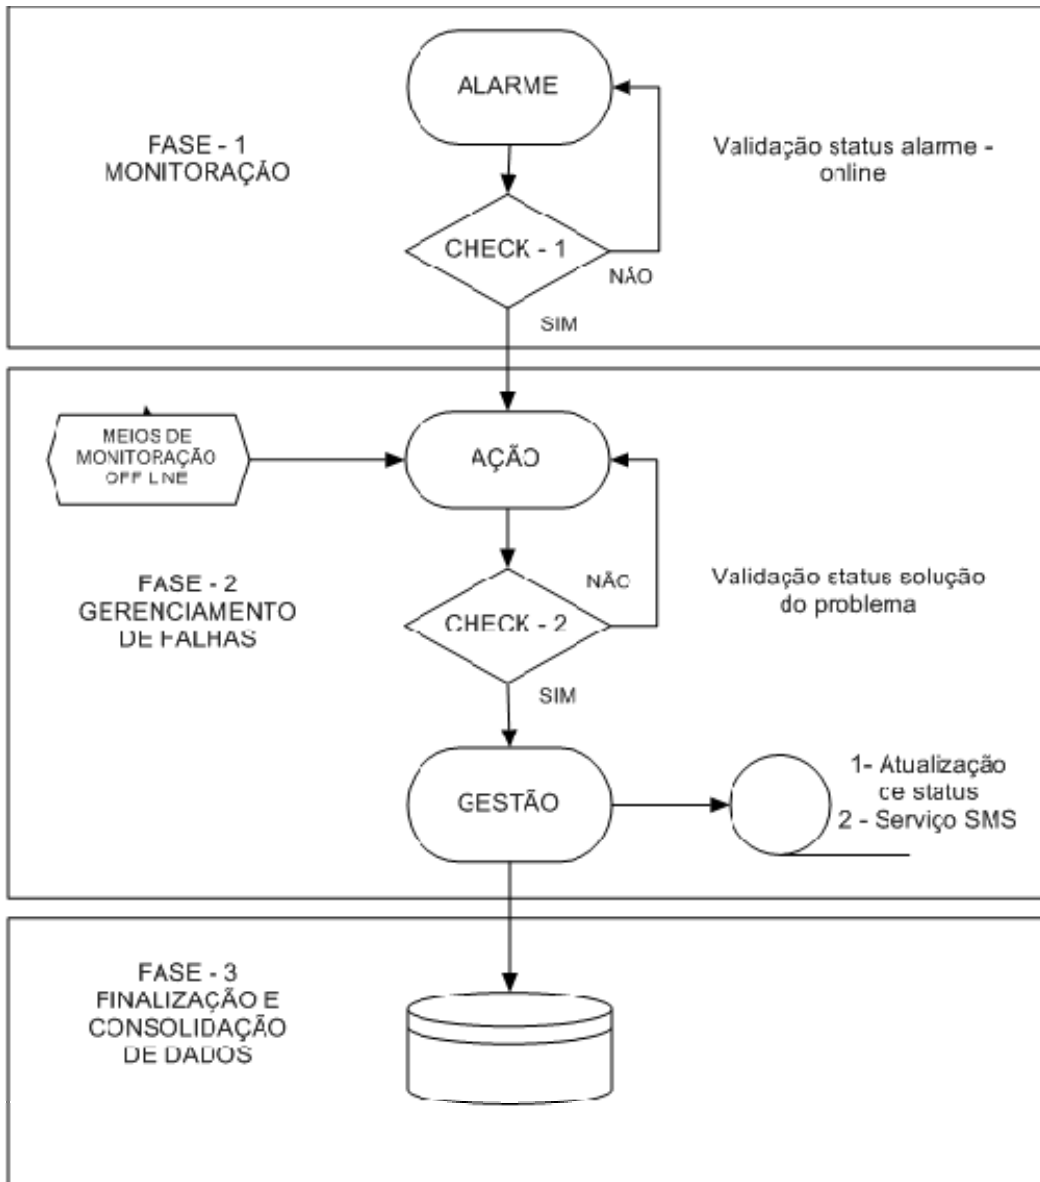 ALARME
FASE - 1
MONITORAÇÃO
Validação status alarme -
online
CHECK - 1
NÃO
SIM
MEIOS DE
MONITORAÇÃO
OFF LINE
AÇÃO
FASE - 2
GERENCIAMENTO
DE FALHAS
NÃO
Validação status solução
do problema
CHECK - 2
SIM
GESTÃO
1- Atualização
de status
2 - Serviço SMS
FASE - 3
FINALIZAÇÃO E
CONSOLIDAÇÃO
DE DADOS